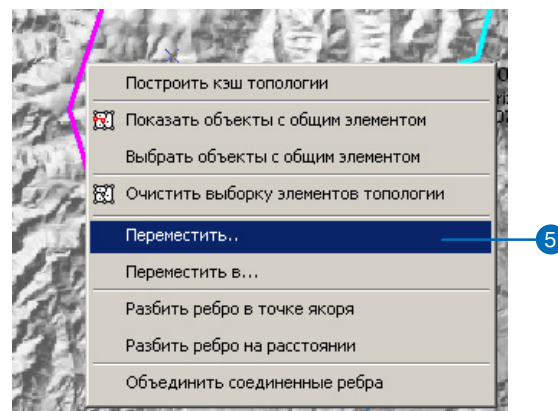 Построить кэш топологии
Показать объекты с общим элементом
Выбрать объекты с общим элементом
Очистить выборку элементов топологии
Переместить..
5
Переместить в...
Разбить ребро в точке якоря
Разбить ребро на расстоянии
Объединить соединенные ребра